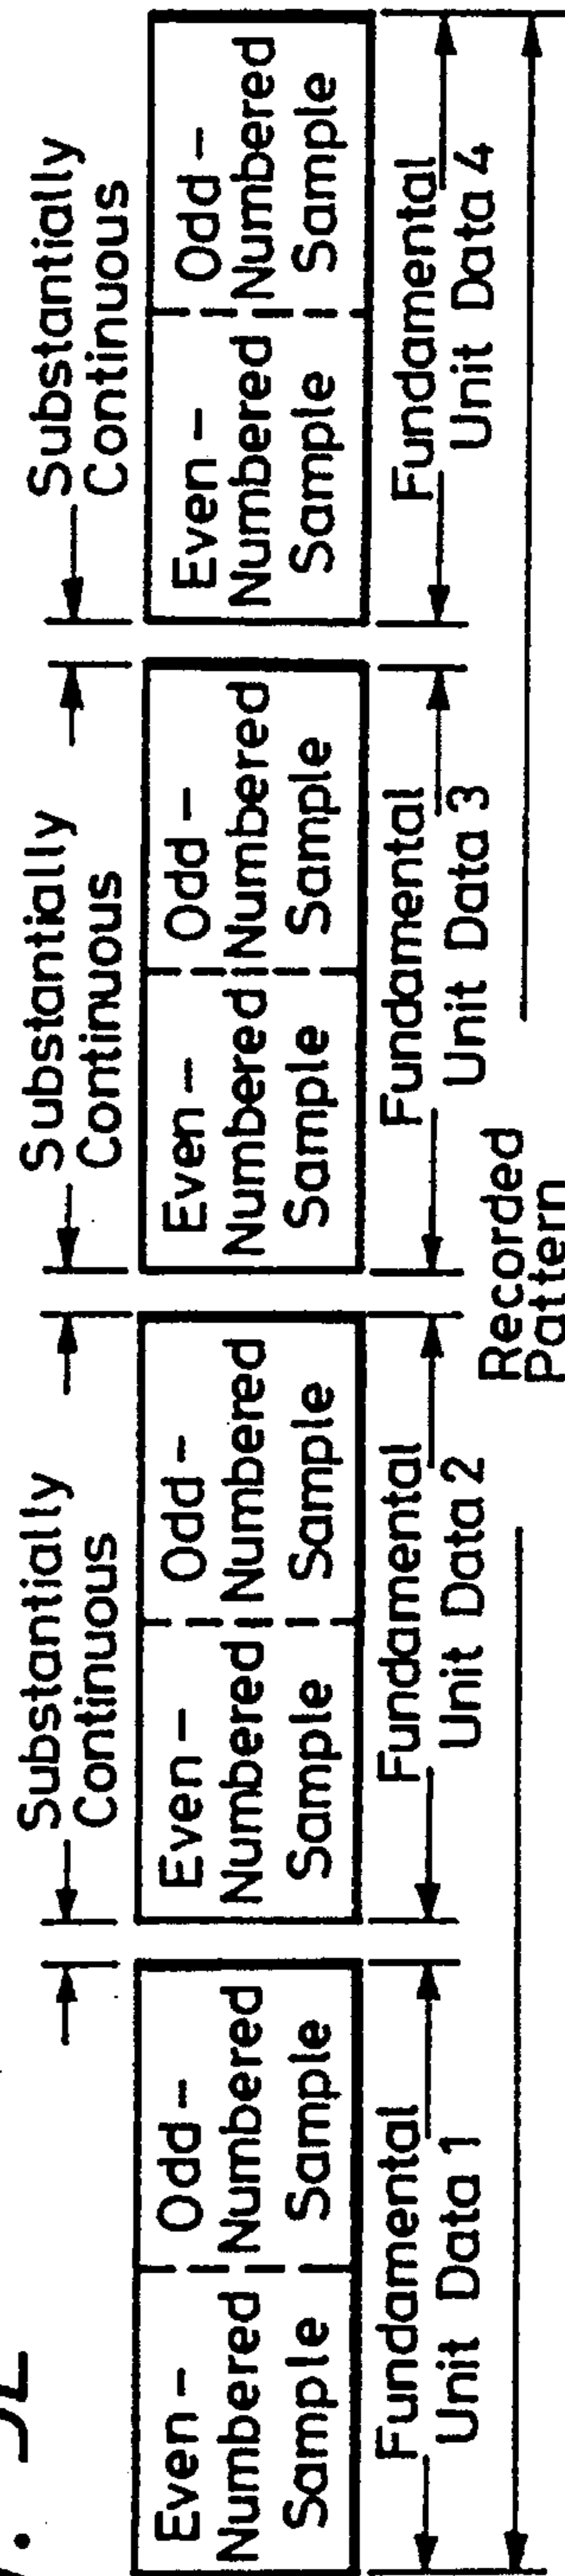 Substantially
Continuous
Substantially
Continuous
Substantially
Continuous
Even-
Numbered
Sample
Odd-
Numbered
Sample
Even-
Numbered
Sample
Odd-
Numbered
Sample
Even-
Numbered
Sample
Odd-
Numbered
Sample
Even-
Numbered
Sample
Odd-
Numbered
Sample
Fundamental
Unit Data 1
Fundamental
Unit Data 2
Fundamental
Unit Data 3
Fundamental
Unit Data 4
Recorded
Pattern